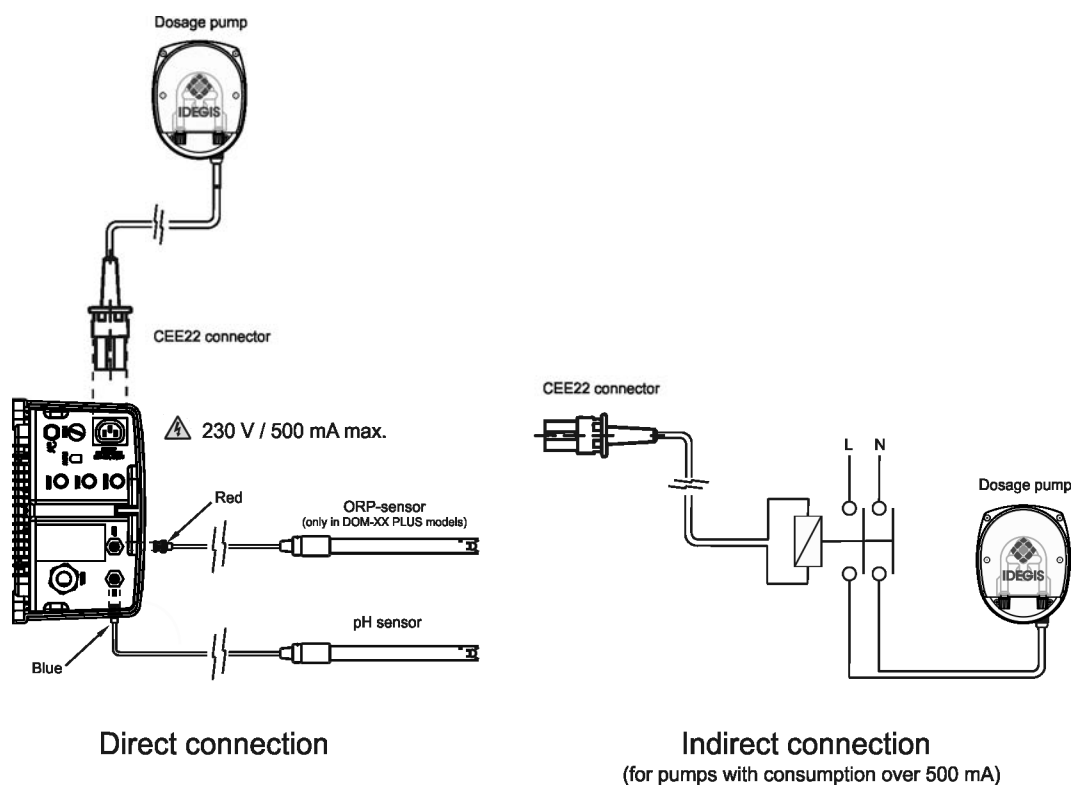 Dosage pump
IDEGIS
CEE22 connector
230 V / 500 mA max.
Red
ORP-sensor
(only in DOM-XX PLUS models)
pH sensor
Blue
Direct connection
CEE22 connector
L N
Dosage pump
IDEGIS
Indirect connection
(for pumps with consumption over 500 mA)